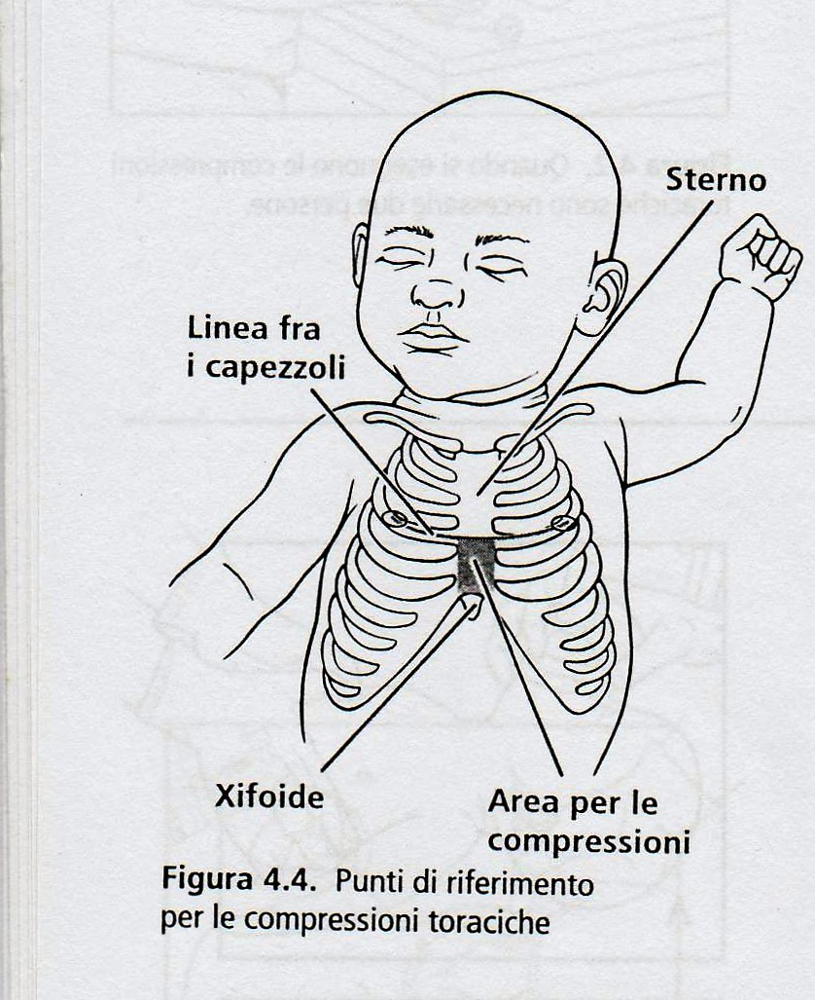 Sterno
Linea fra
i capezzoli
Xifoide
Area per le
compressioni
Figura 4.4. Punti di riferimento
per le compressioni toraciche